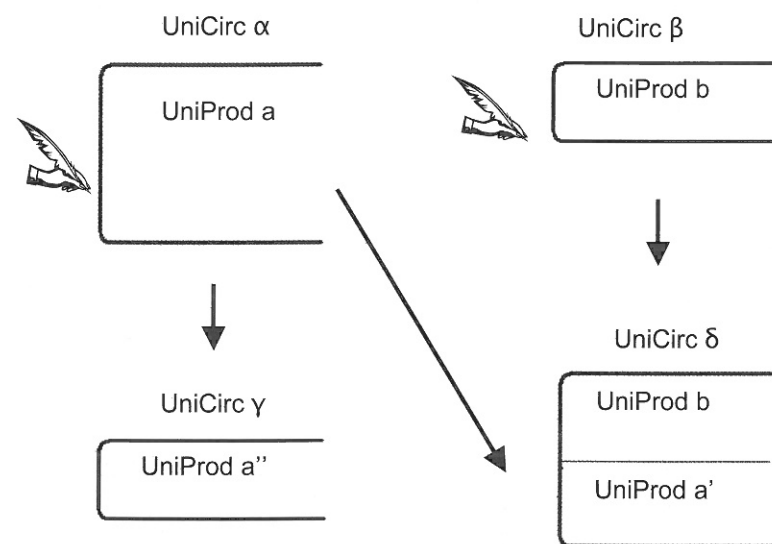 UniCirc α
UniProd a
UniCirc β
UniProd b
UniCirc γ
UniProd a''
UniCirc δ
UniProd b
UniProd a'